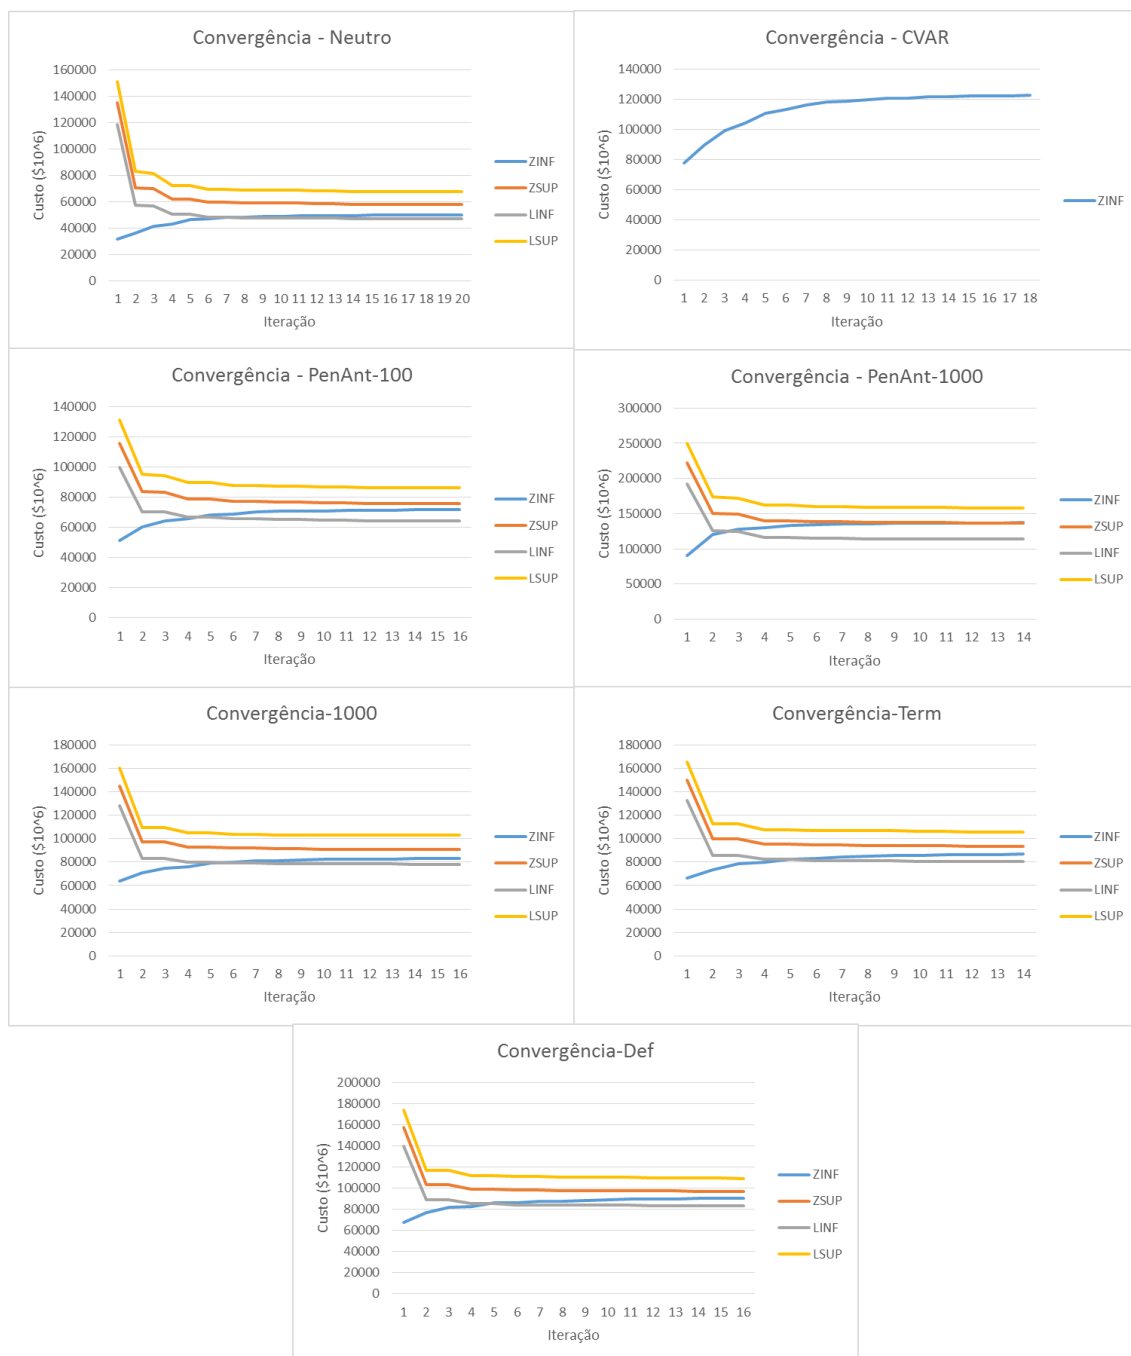 Convergência - Neutro
160000
140000
120000
100000
80000
60000
40000
20000
0
Custo ($10^6)
1 2 3 4 5 6 7 8 9 10 11 12 13 14 15 16 17 18 19 20
Iteração
ZINF
ZSUP
LINF
LSUP
Convergência - CVAR
140000
120000
100000
80000
60000
40000
20000
0
Custo ($10^6)
1 2 3 4 5 6 7 8 9 10 11 12 13 14 15 16 17 18
Iteração
ZINF
Convergência - PenAnt-100
140000
120000
100000
80000
60000
40000
20000
0
Custo ($10^6)
1 2 3 4 5 6 7 8 9 10 11 12 13 14 15 16
Iteração
ZINF
ZSUP
LINF
LSUP
Convergência - PenAnt-1000
300000
250000
200000
150000
100000
50000
0
Custo ($10^6)
1 2 3 4 5 6 7 8 9 10 11 12 13 14
Iteração
ZINF
ZSUP
LINF
LSUP
Convergência-1000
180000
160000
140000
120000
100000
80000
60000
40000
20000
0
Custo ($10^6)
1 2 3 4 5 6 7 8 9 10 11 12 13 14 15 16
Iteração
ZINF
ZSUP
LINF
LSUP
Convergência-Term
180000
160000
140000
120000
100000
80000
60000
40000
20000
0
Custo ($10^6)
1 2 3 4 5 6 7 8 9 10 11 12 13 14
Iteração
ZINF
ZSUP
LINF
LSUP
Convergência-Def
200000
180000
160000
140000
120000
100000
80000
60000
40000
20000
0
Custo ($10^6)
1 2 3 4 5 6 7 8 9 10 11 12 13 14 15 16
Iteração
ZINF
ZSUP
LINF
LSUP